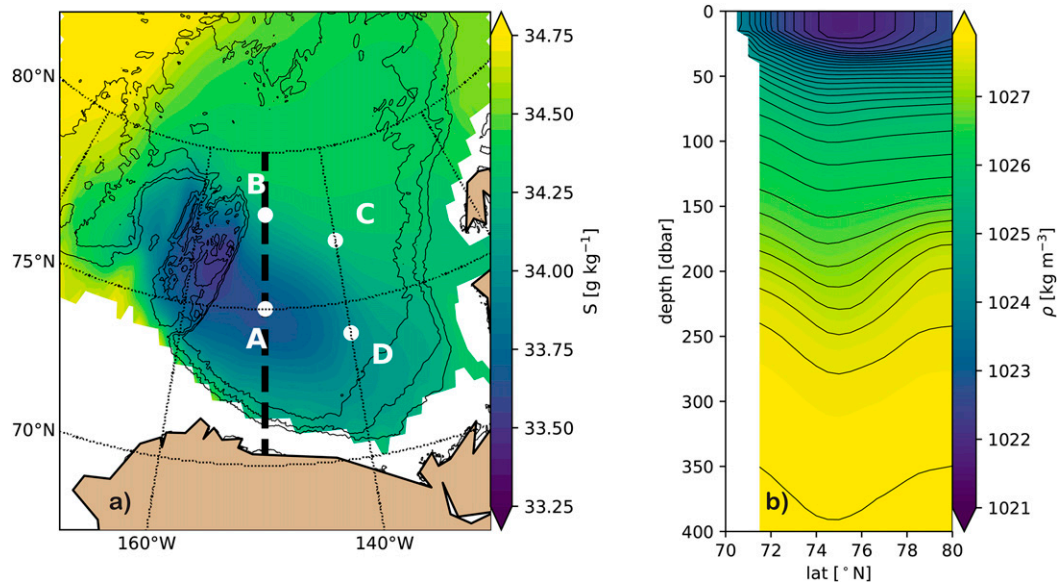 80°N
75°N
70°N
160°W
140°W
A
B
C
D
a)
34.75
34.50
34.25
34.00
33.75
33.50
33.25
S [g kg⁻¹]
0
50
100
150
200
250
300
350
400
depth [dbar]
70
72
74
76
78
80
lat [°N]
b)
1027
1026
1025
1024
1023
1022
1021
ρ [kg m⁻³]